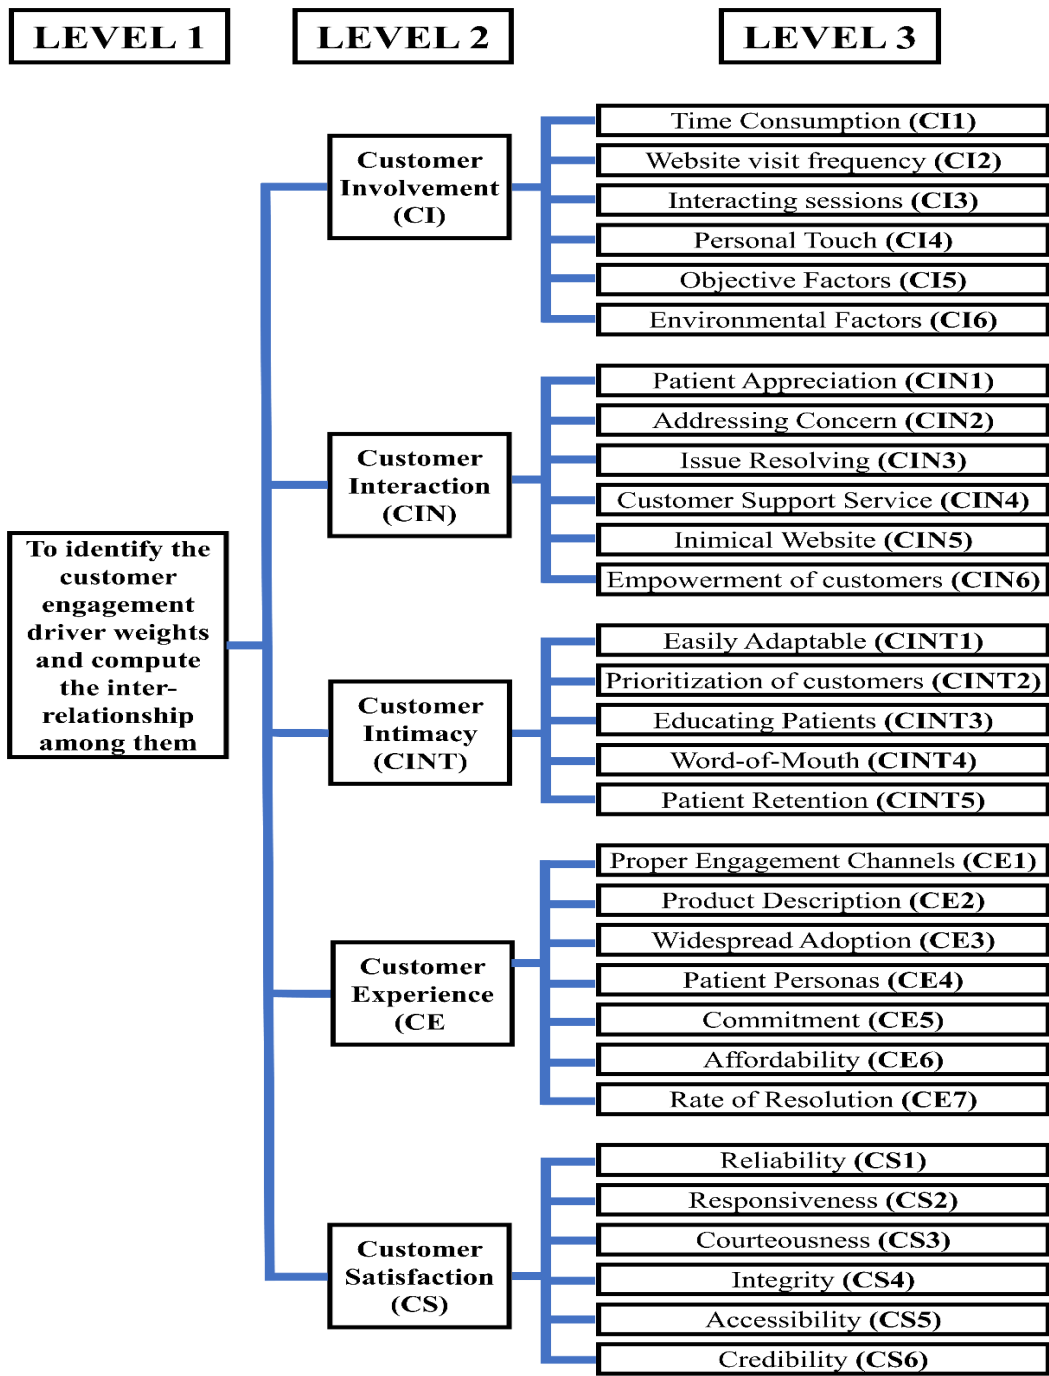 LEVEL 1
LEVEL 2
LEVEL 3
To identify the
customer
engagement
driver weights
and compute
the inter-
relationship
among them
Customer
Involvement
(CI)
Time Consumption (CI1)
Website visit frequency (CI2)
Interacting sessions (CI3)
Personal Touch (CI4)
Objective Factors (CI5)
Environmental Factors (CI6)
Customer
Interaction
(CIN)
Patient Appreciation (CIN1)
Addressing Concern (CIN2)
Issue Resolving (CIN3)
Customer Support Service (CIN4)
Inimical Website (CIN5)
Empowerment of customers (CIN6)
Customer
Intimacy
(CINT)
Easily Adaptable (CINT1)
Prioritization of customers (CINT2)
Educating Patients (CINT3)
Word-of-Mouth (CINT4)
Patient Retention (CINT5)
Customer
Experience
(CE
Proper Engagement Channels (CE1)
Product Description (CE2)
Widespread Adoption (CE3)
Patient Personas (CE4)
Commitment (CE5)
Affordability (CE6)
Rate of Resolution (CE7)
Customer
Satisfaction
(CS)
Reliability (CS1)
Responsiveness (CS2)
Courteousness (CS3)
Integrity (CS4)
Accessibility (CS5)
Credibility (CS6)